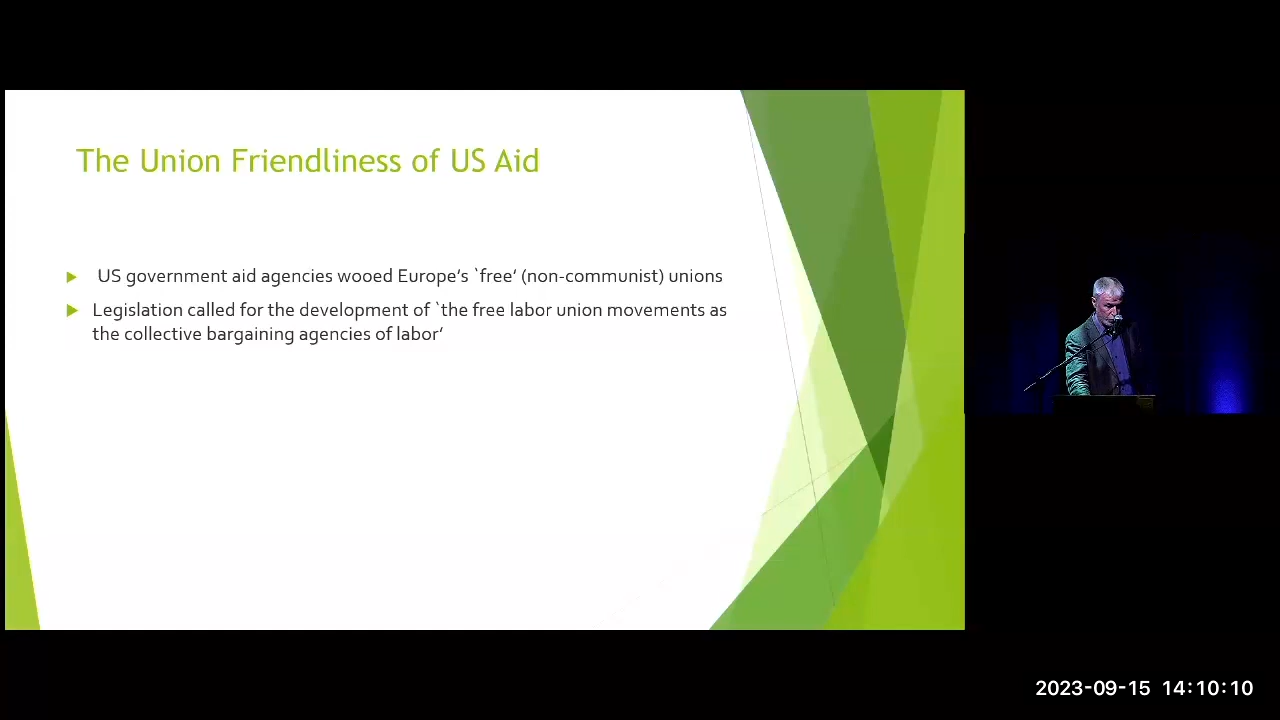 The Union Friendliness of US Aid
US government aid agencies wooed Europe's `free' (non-communist) unions
Legislation called for the development of `the free labor union movements as
the collective bargaining agencies of labor'
2023-09-15 14:10:10